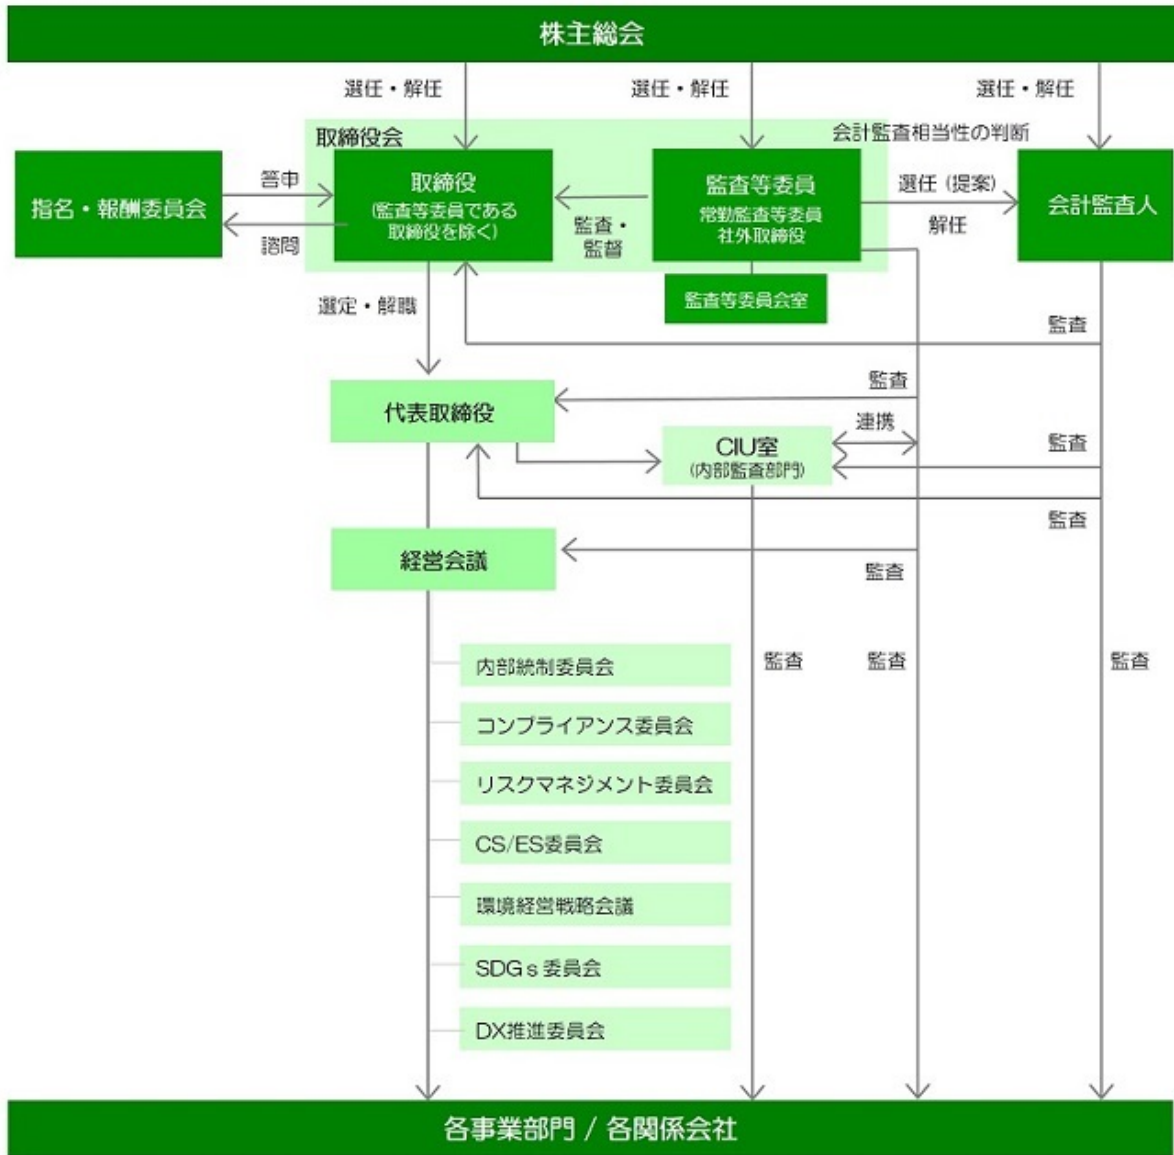 株主総会
選任・解任
選任・解任
選任・解任
取締役会
会計監査相当性の判断
指名・報酬委員会
答申
諮問
取締役
(監査等委員である
取締役を除く)
監査・
監督
監査等委員
常勤監査等委員
社外取締役
選任 (提案)
解任
会計監査人
監査等委員会室
選定・解職
監査
監査
代表取締役
連携
CIU室
(内部監査部門)
監査
監査
経営会議
監査
内部統制委員会
監査
監査
監査
コンプライアンス委員会
リスクマネジメント委員会
CS/ES委員会
環境経営戦略会議
SDGs委員会
DX推進委員会
各事業部門 / 各関係会社